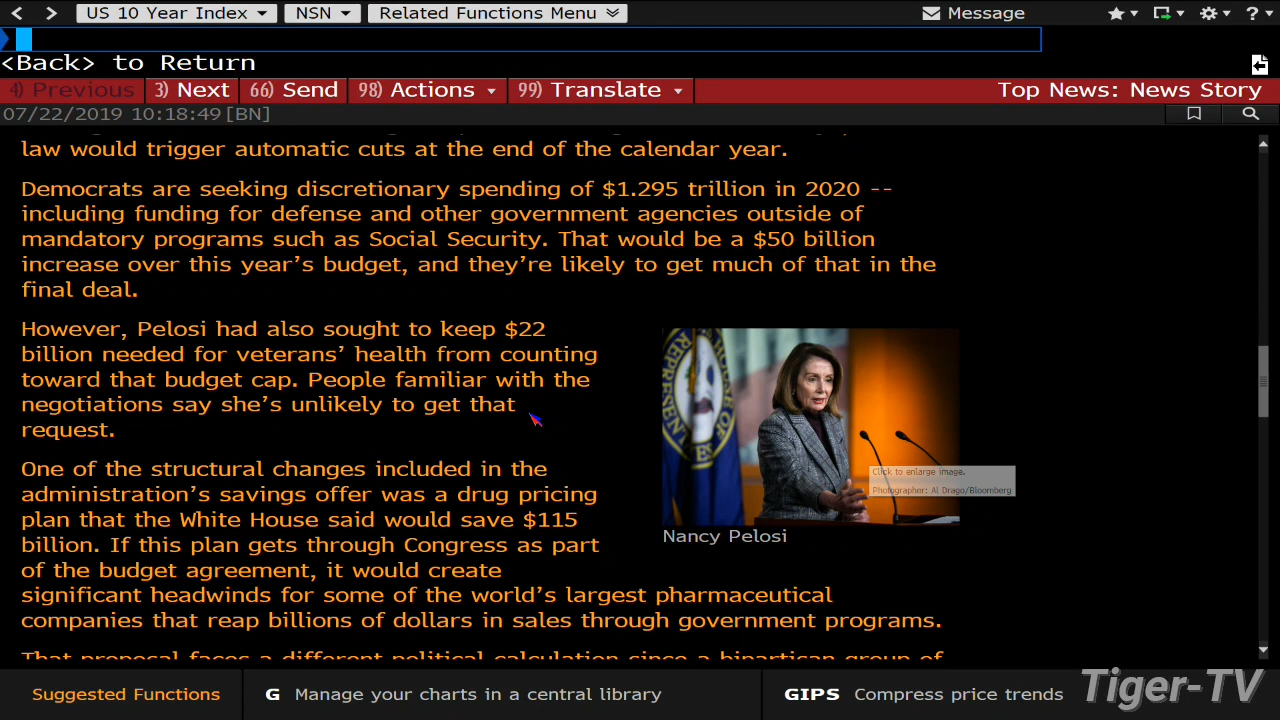 US 10 Year Index
NSN
Related Functions Menu
Message
?
<Back> to Return
4) Previous
3) Next
66) Send
98) Actions
99) Translate
Top News: News Story
07/22/2019 10:18:49[BN]
law would trigger automatic cuts at the end of the calendar year.
Democrats are seeking discretionary spending of $1.295 trillion in 2020 --
including funding for defense and other government agencies outside of
mandatory programs such as Social Security. That would be a $50 billion
increase over this year's budget, and they're likely to get much of that in the
final deal.
However, Pelosi had also sought to keep $22
billion needed for veterans' health from counting
toward that budget cap. People familiar with the
negotiations say she's unlikely to get that
request.
Click to enlarge image.
Photographer: Al Drago/Bloomberg
Nancy Pelosi
One of the structural changes included in the
administration's savings offer was a drug pricing
plan that the White House said would save $115
billion. If this plan gets through Congress as part
of the budget agreement, it would create
significant headwinds for some of the world's largest pharmaceutical
companies that reap billions of dollars in sales through government programs.
That proposal faces a different political calculation since a bipartisan group of
Suggested Functions
G Manage your charts in a central library
GIPS Compress price trends
Tiger-TV